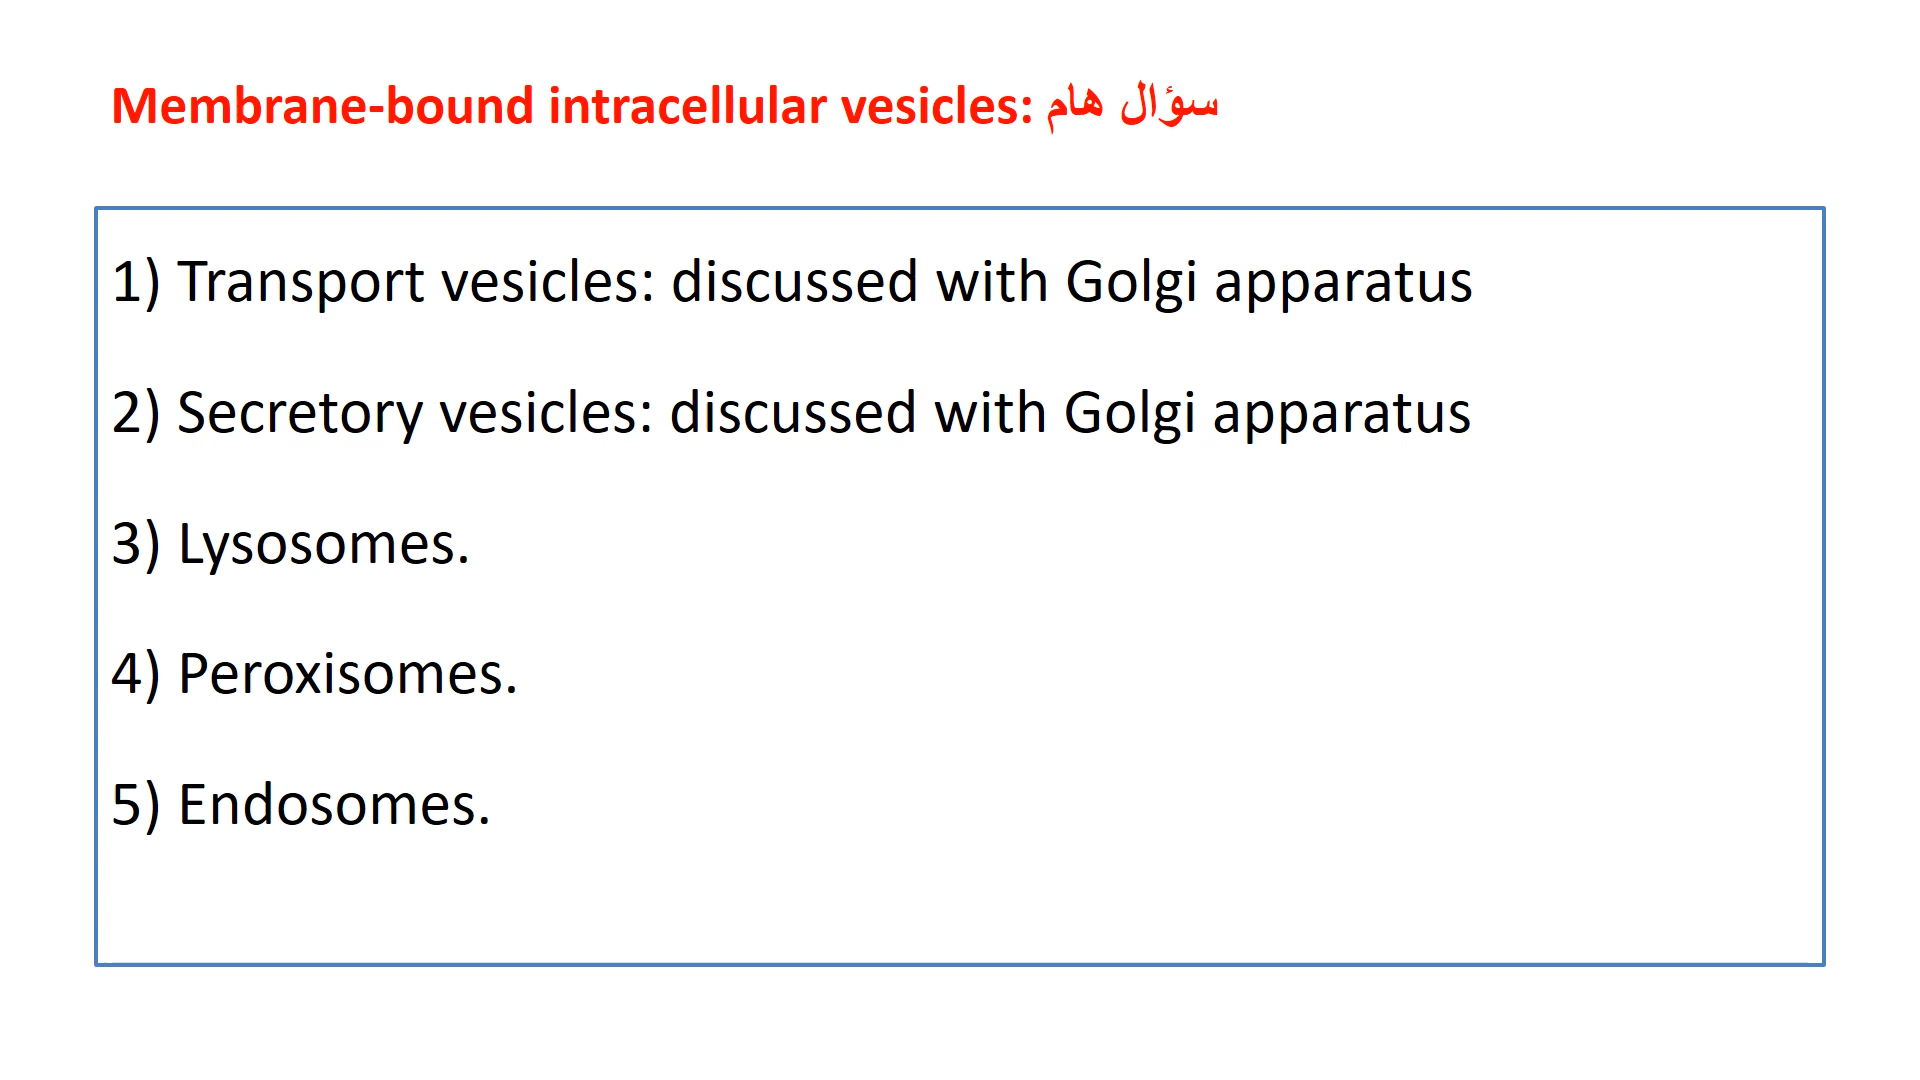 Membrane-bound intracellular vesicles: سؤال هام
1) Transport vesicles: discussed with Golgi apparatus
2) Secretory vesicles: discussed with Golgi apparatus
3) Lysosomes.
4) Peroxisomes.
5) Endosomes.